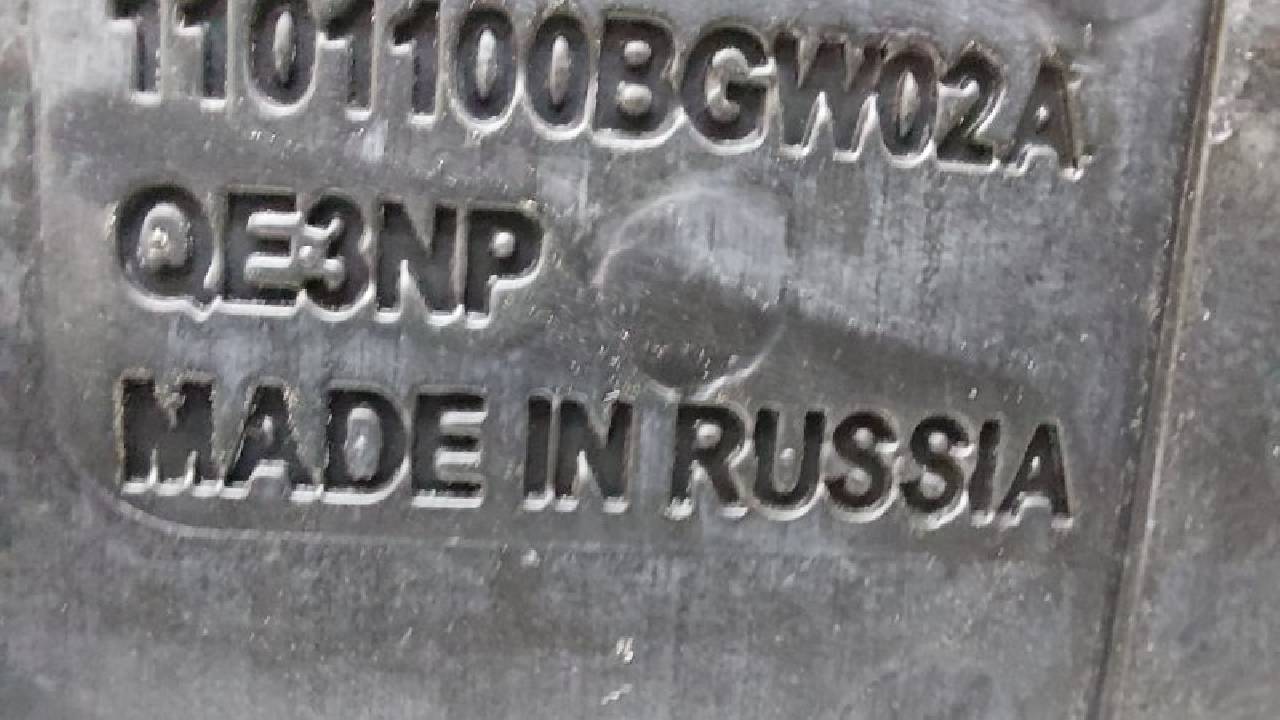 1101100BGW02A
QE3NP
MADE IN RUSSIA